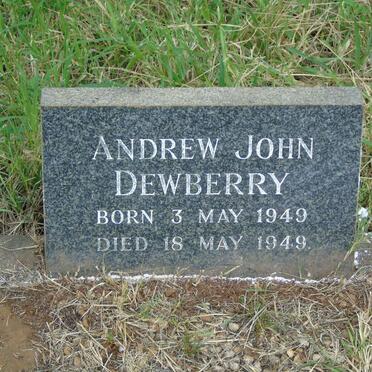 ANDREW JOHN
DEWBERRY
BORN 3 MAY 1949
DIED 18 MAY 1949.